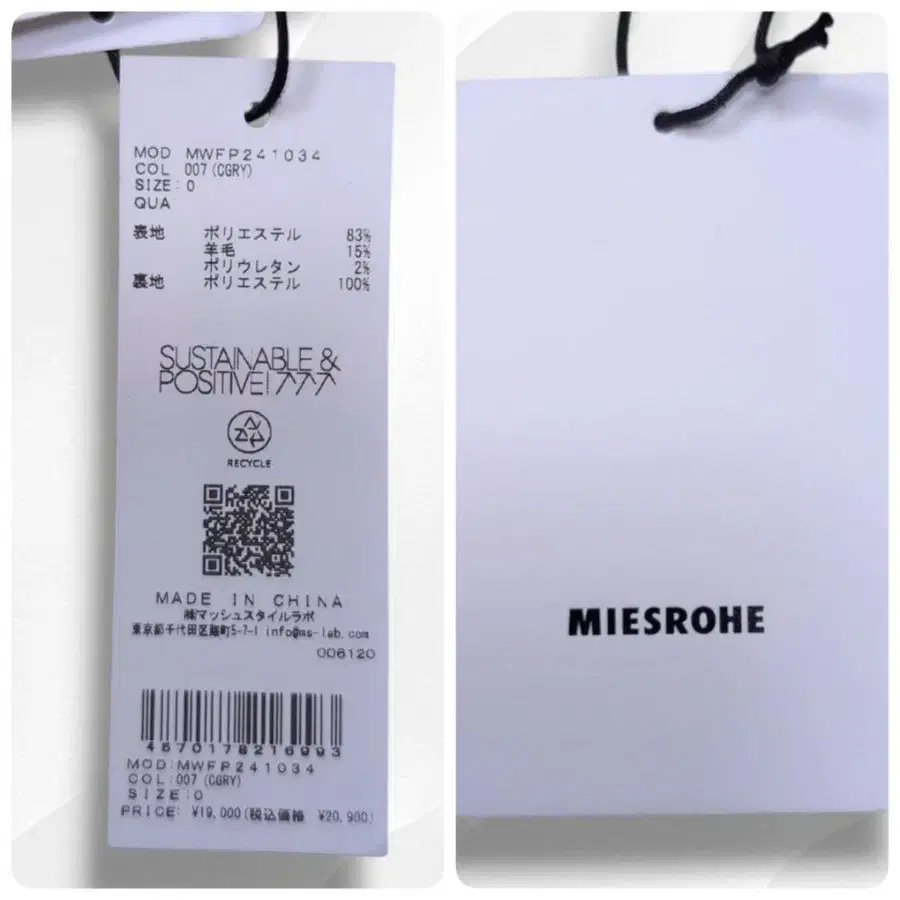 MOD MWFP241034
COL 007(CGRY)
SIZE:0
QUA
表地 ポリエステル 83%
羊毛 15%
ポリウレタン 2%
裏地 ポリエステル 100%
SUSTAINABLE &
POSITIVE!
RECYCLE
MADE IN CHINA
㈱マッシュスタイルラボ
東京都千代田区麹町5-7-1 info@ms-lab.com
006120
4570178216993
MOD:MWFP241034
COL:007(CGRY)
SIZE:0
PRICE: ¥19,000(税込価格 ¥20,900)
MIESROHE